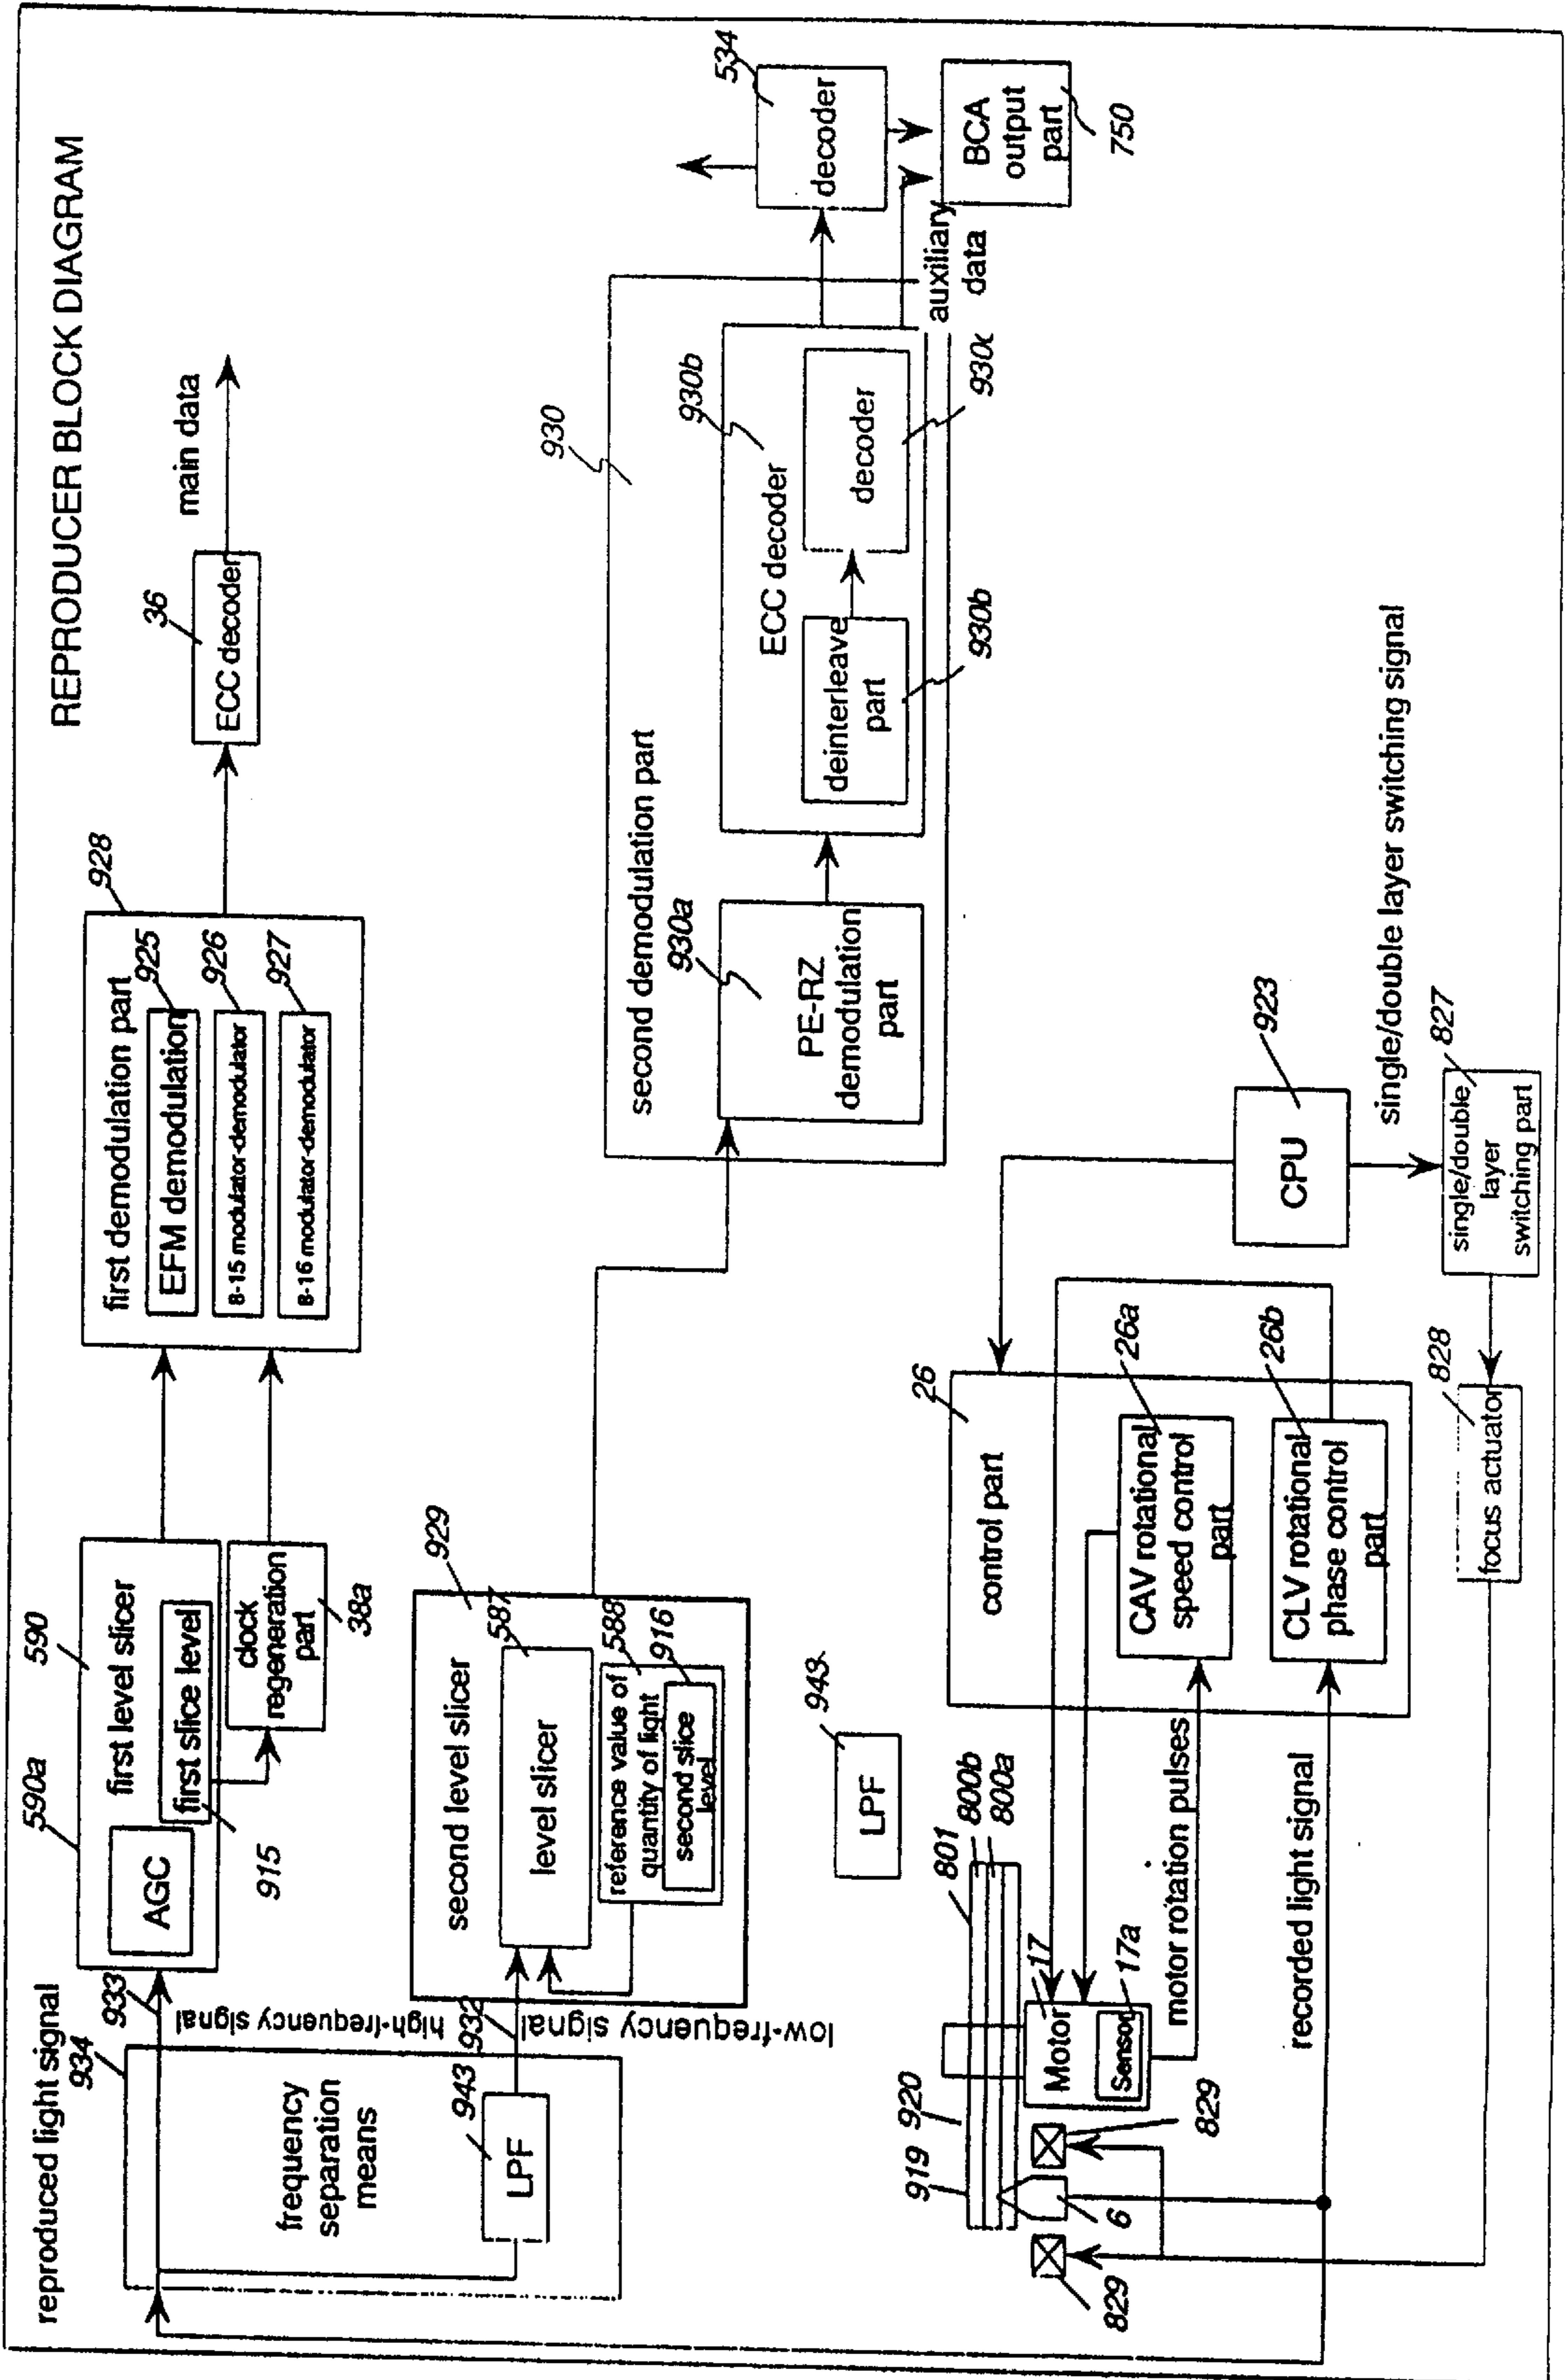 REPRODUCER BLOCK DIAGRAM
reproduced light signal
934
933
high-frequency signal
frequency
separation
means
943
LPF
932
low-frequency signal
590a
590
first level slicer
AGC
first slice level
915
clock
regeneration
part
38a
928
first demodulation part
925
EFM demodulation
926
8-15 modulator-demodulator
927
8-16 modulator-demodulator
36
ECC decoder
main data
929
second level slicer
587
level slicer
588
reference value of
quantity of light
916
second slice
level
943
LPF
930
second demodulation part
930a
PE-RZ
demodulation
part
930b
ECC decoder
deinterleave
part
930b
decoder
930c
534
decoder
auxiliary
data
BCA
output
part
750
919
920
801
800b
800a
17
Motor
17a
Sensor
829
829
6
motor rotation pulses
recorded light signal
26
control part
26a
CAV rotational
speed control
part
26b
CLV rotational
phase control
part
923
CPU
single/double layer switching signal
827
single/double
layer
switching part
828
focus actuator